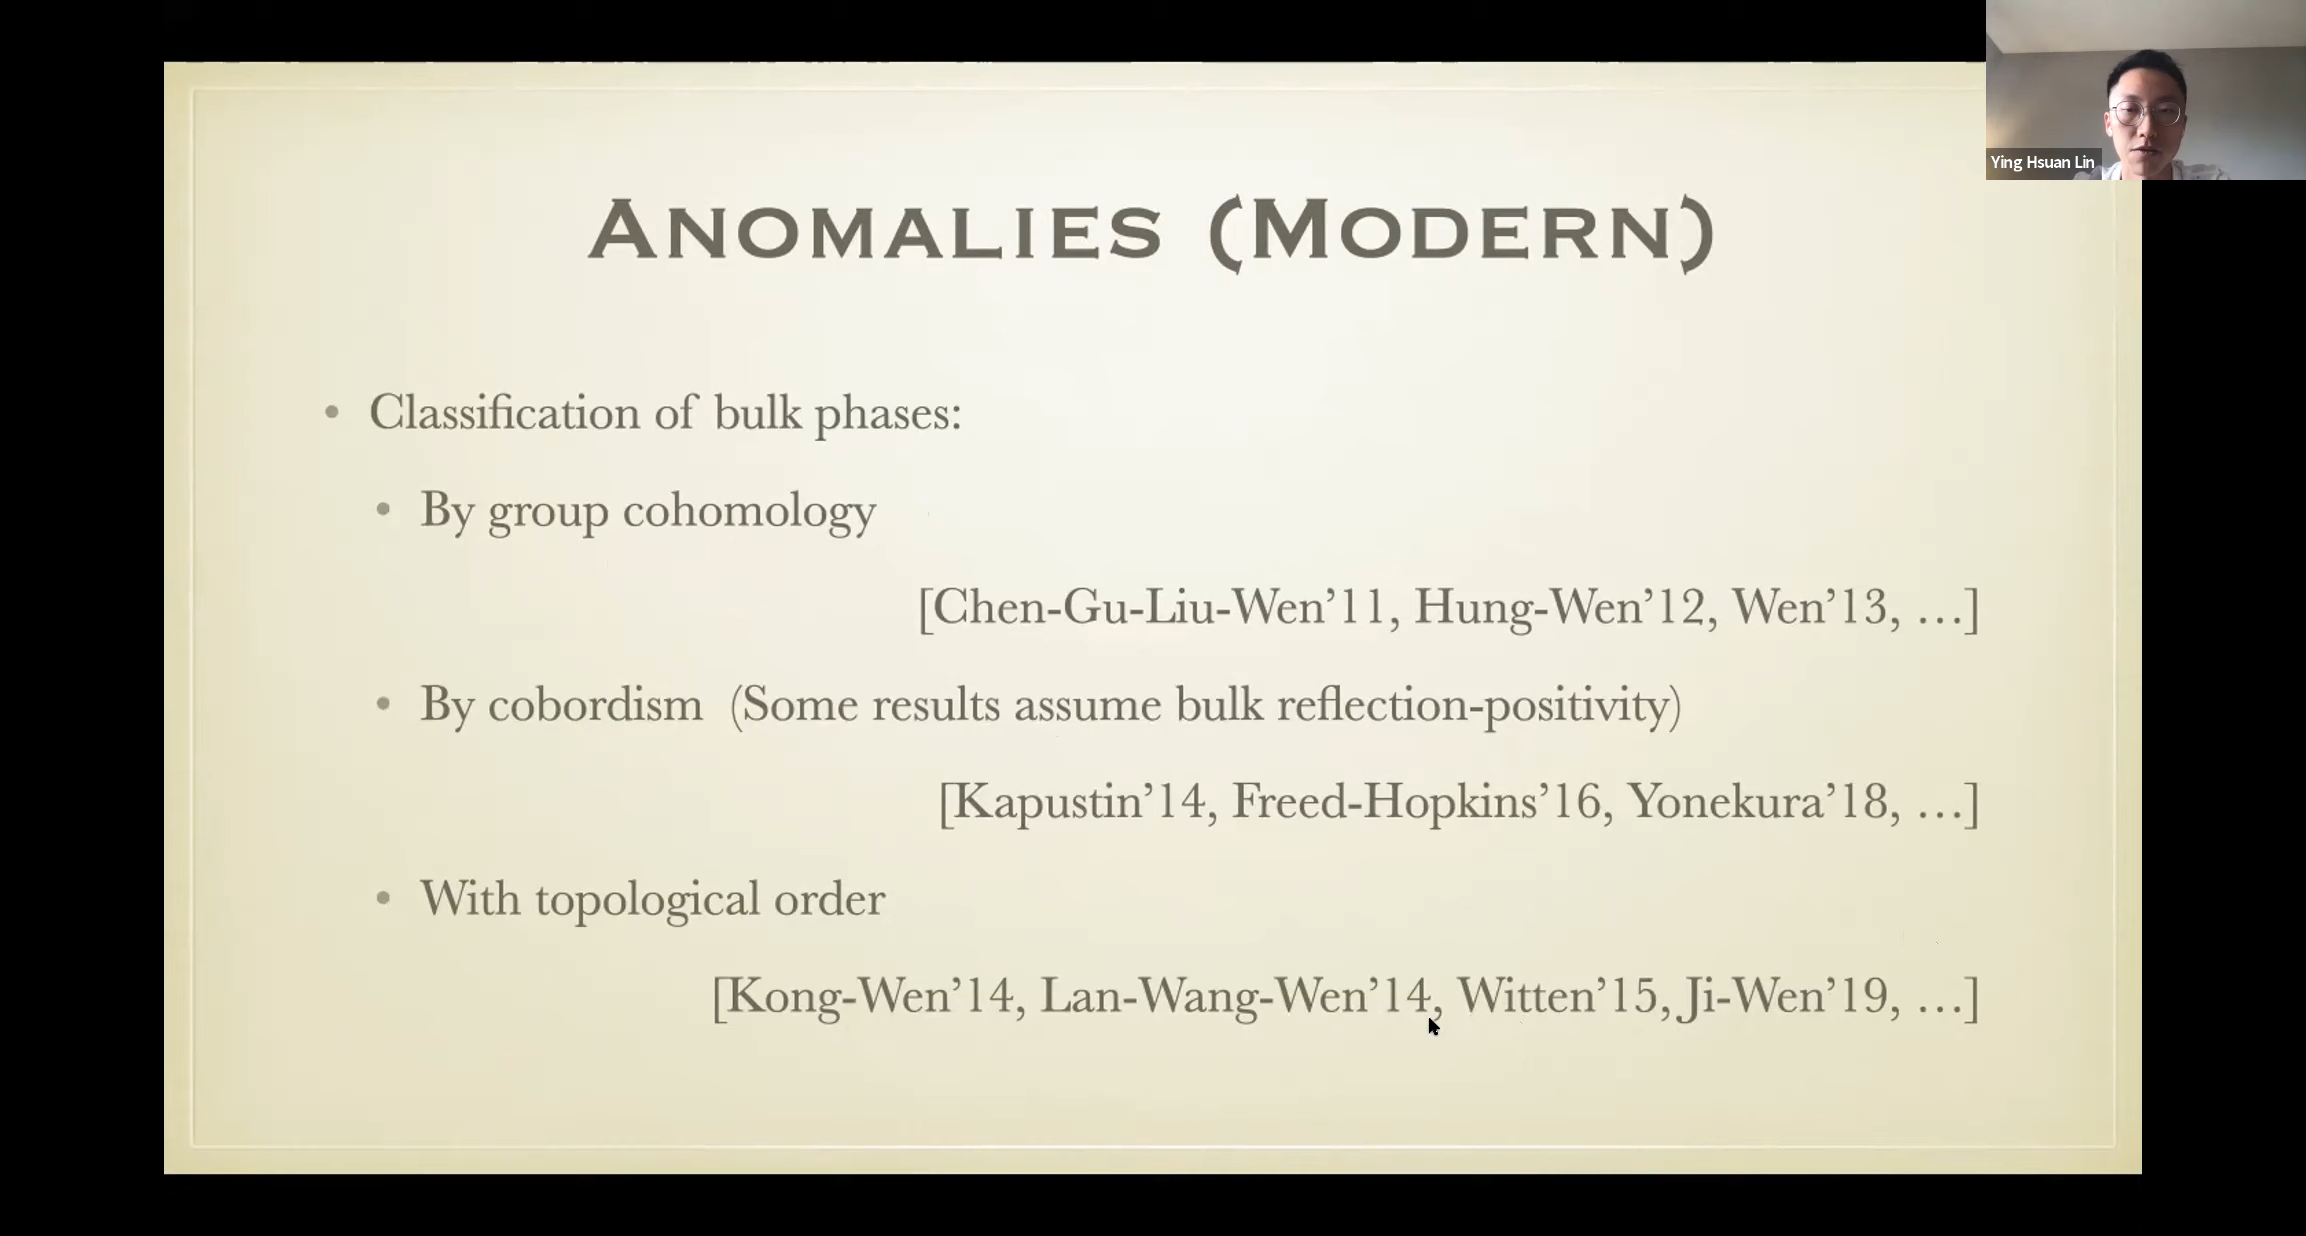 Ying Hsuan Lin
ANOMALIES (MODERN)
• Classification of bulk phases:
• By group cohomology
[Chen-Gu-Liu-Wen’11, Hung-Wen’12, Wen’13, …]
• By cobordism (Some results assume bulk reflection-positivity)
[Kapustin’14, Freed-Hopkins’16, Yonekura’18, …]
• With topological order
[Kong-Wen’14, Lan-Wang-Wen’14, Witten’15, Ji-Wen’19, …]